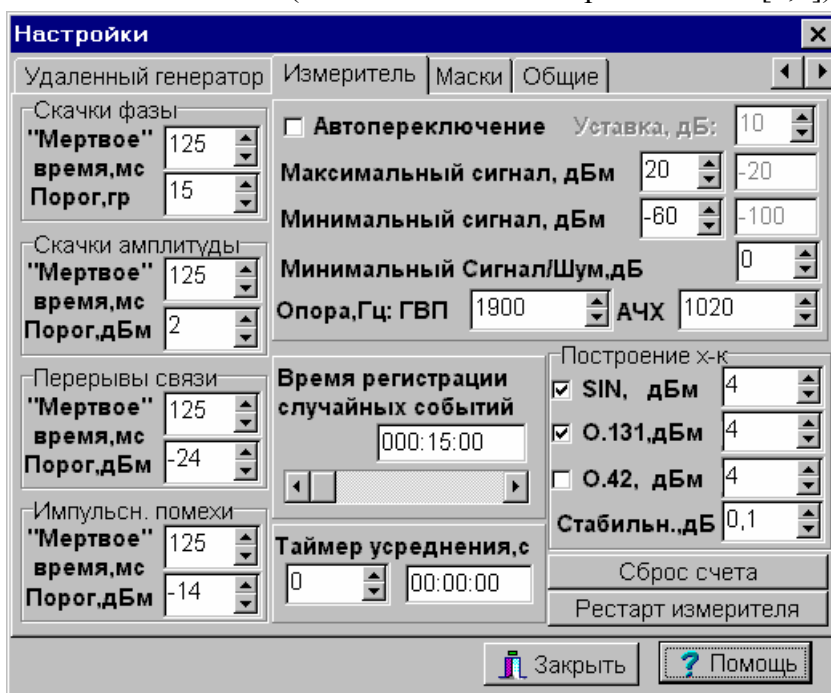 Настройки
Удаленный генератор Измеритель Маски Общие
Скачки фазы
"Мертвое" время,мс 125
Порог,гр 15
Скачки амплитуды
"Мертвое" время,мс 125
Порог,дБм 2
Перерывы связи
"Мертвое" время,мс 125
Порог,дБм -24
Импульсн. помехи
"Мертвое" время,мс 125
Порог,дБм -14
Автопереключение Уставка, дБ: 10
Максимальный сигнал, дБм 20 -20
Минимальный сигнал, дБм -60 -100
Минимальный Сигнал/Шум,дБ 0
Опора,Гц: ГВП 1900 АЧХ 1020
Время регистрации
случайных событий
000:15:00
Таймер усреднения,с
0 00:00:00
Построение х-к
SIN, дБм 4
О.131,дБм 4
О.42, дБм 4
Стабильн.,дБ 0,1
Сброс счета
Рестарт измерителя
Закрыть ? Помощь